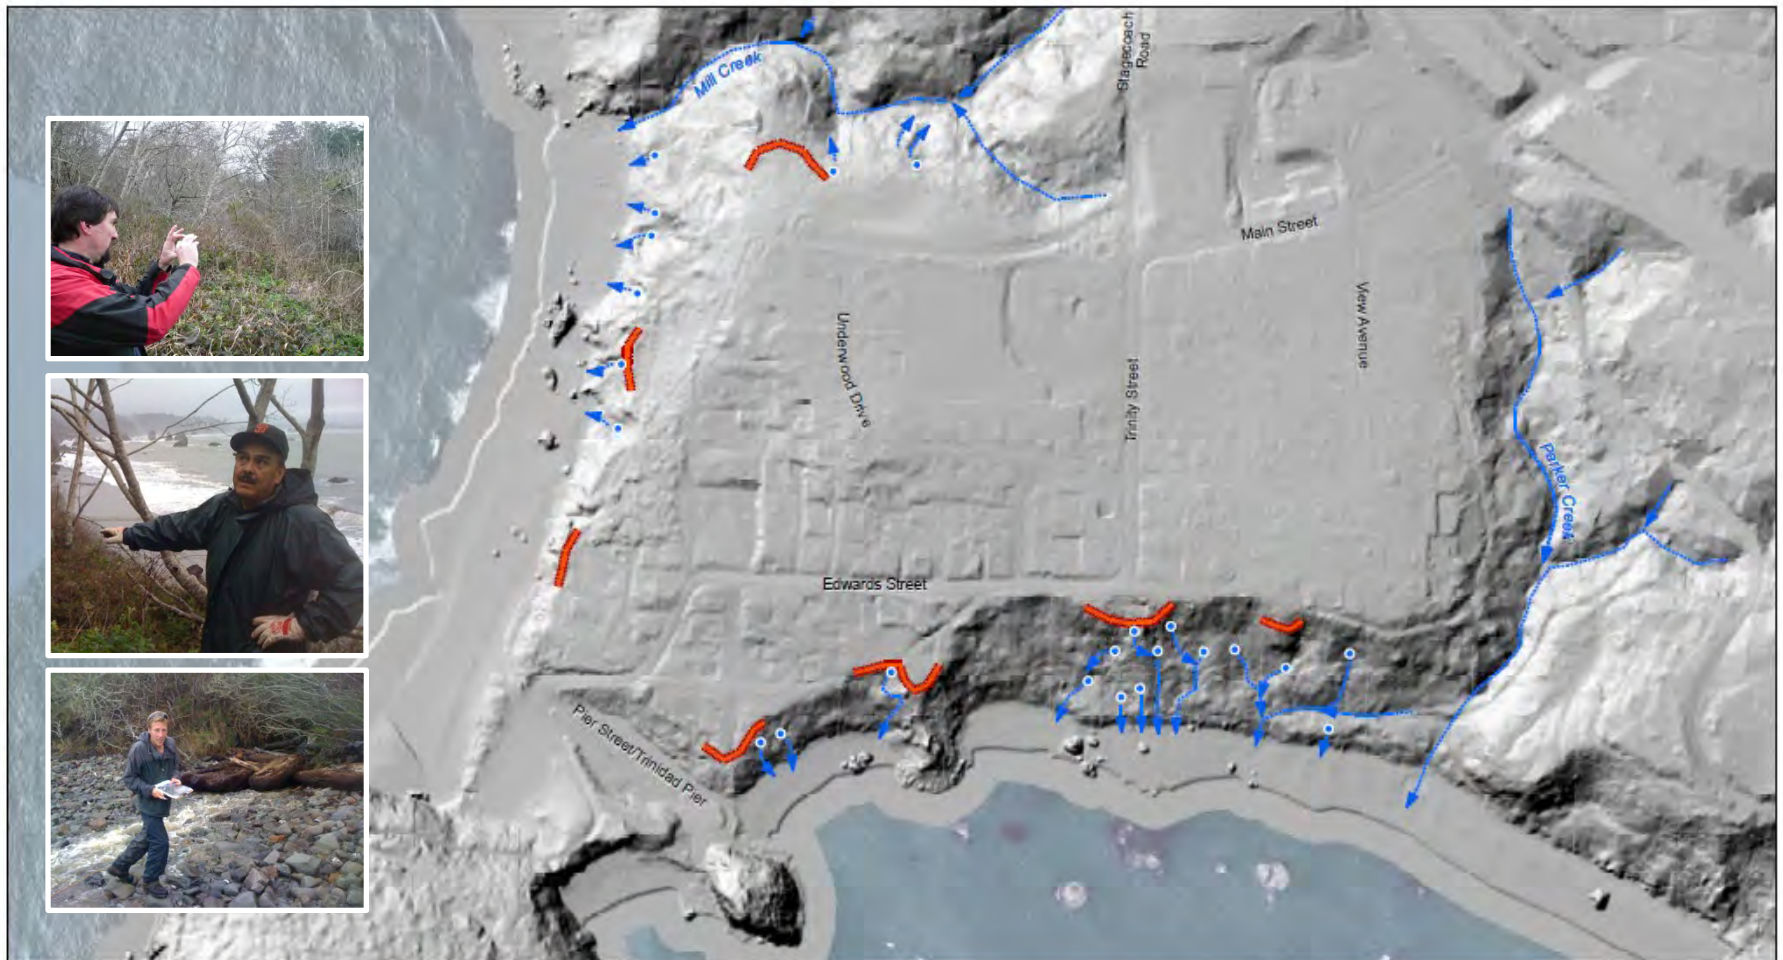 Stagecoach
Road
Mill Creek
Main Street
View Avenue
Underwood Drive
Trinity Street
Parker Creek
Edwards Street
Pier Street/Trinidad Pier